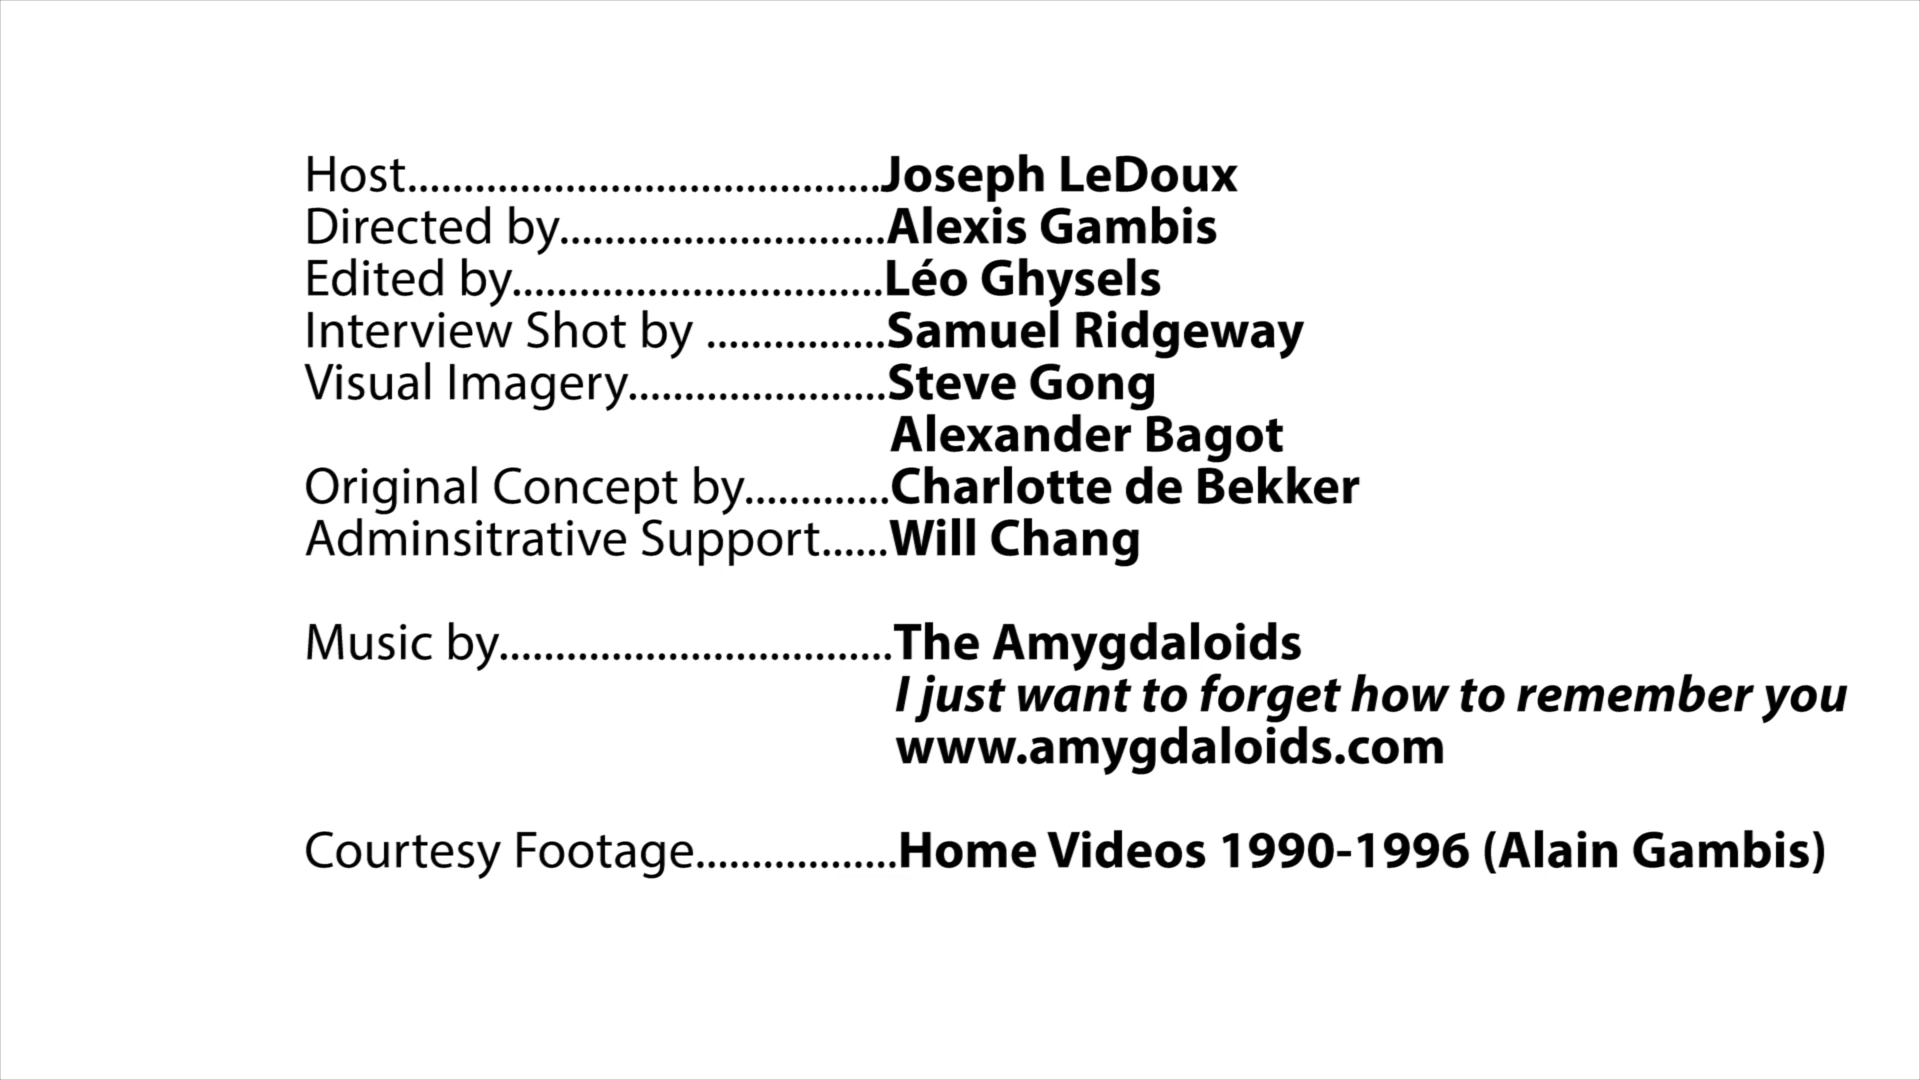 Host..........................................Joseph LeDoux
Directed by.............................Alexis Gambis
Edited by.................................Léo Ghysels
Interview Shot by ................Samuel Ridgeway
Visual Imagery.......................Steve Gong
Alexander Bagot
Original Concept by.............Charlotte de Bekker
Adminsitrative Support......Will Chang
Music by...................................The Amygdaloids
I just want to forget how to remember you
www.amygdaloids.com
Courtesy Footage..................Home Videos 1990-1996 (Alain Gambis)